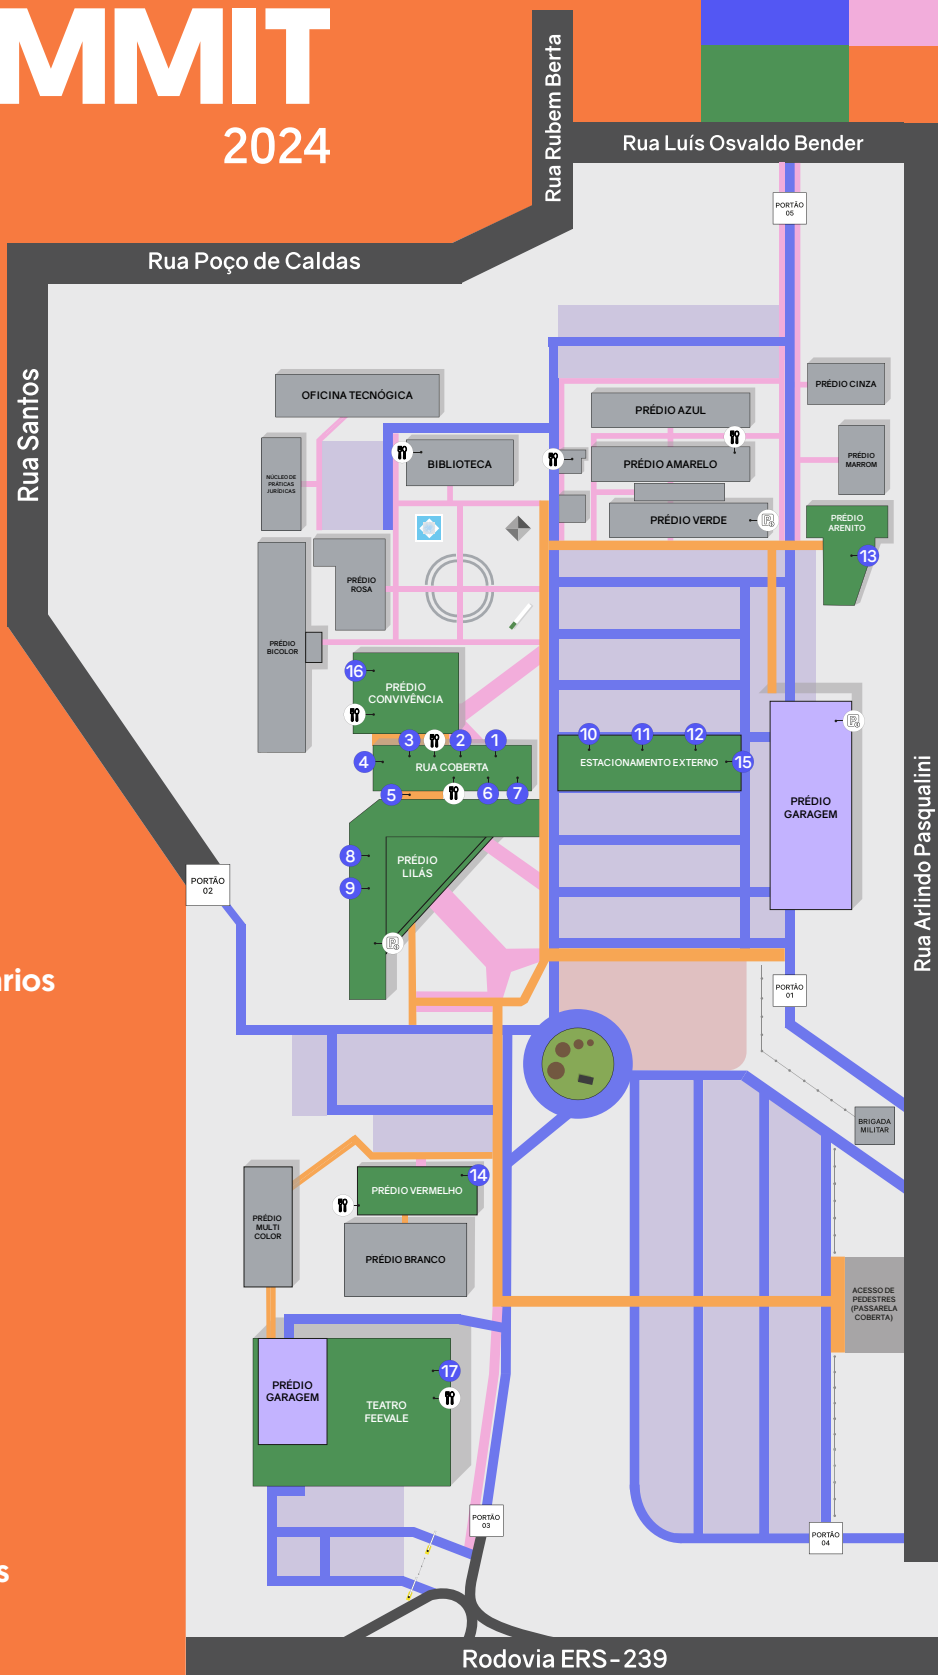 MMIT
2024
Rua Rubem Berta
Rua Luís Osvaldo Bender
PORTÃO
05
Rua Poço de Caldas
Rua Santos
OFICINA TECNÓGICA
PRÉDIO CINZA
PRÉDIO AZUL
BIBLIOTECA
PRÉDIO AMARELO
PRÉDIO
MARROM
NÚCLEO DE
PRÁTICAS
JURÍDICAS
PRÉDIO VERDE
PRÉDIO
ARENITO
13
PRÉDIO
ROSA
PRÉDIO
BICOLOR
16
PRÉDIO
CONVIVÊNCIA
3
2
1
4
RUA COBERTA
5
6
7
10
11
12
ESTACIONAMENTO EXTERNO
15
PRÉDIO
GARAGEM
Rua Arlindo Pasqualini
8
PRÉDIO
LILÁS
9
PORTÃO
02
ários
PORTÃO
01
BRIGADA
MILITAR
14
PRÉDIO VERMELHO
PRÉDIO
MULTI
COLOR
PRÉDIO BRANCO
ACESSO DE
PEDESTRES
(PASSARELA
COBERTA)
PRÉDIO
GARAGEM
17
TEATRO
FEEVALE
PORTÃO
03
PORTÃO
04
s
Rodovia ERS-239